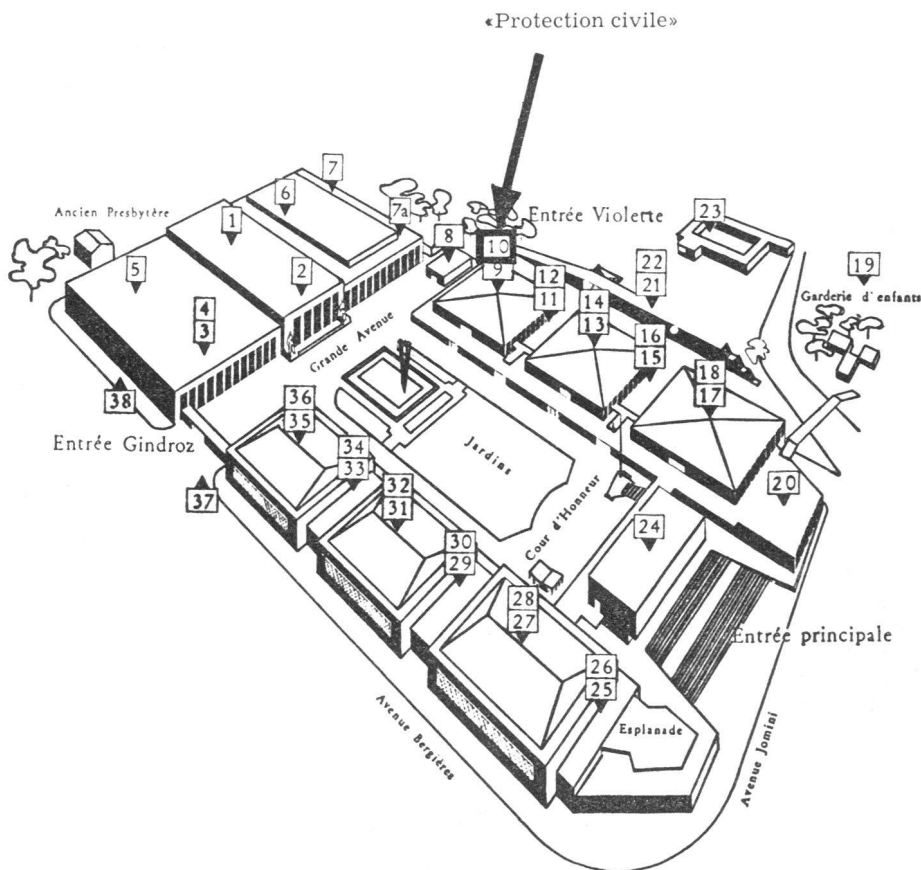 «Protection civile»
7
6
7a
Ancien Presbytère
1
8
10
Entrée Violette
23
5
2
9
12
11
22
21
19
Garderie d'enfants
4
3
14
13
16
15
Grande Avenue
18
17
38
36
35
Entrée Gindroz
34
33
Jardins
37
32
31
20
Cour d'Honneur
24
30
29
28
27
Entrée principale
26
25
Esplanade
Avenue Bergières
Avenue Jomini